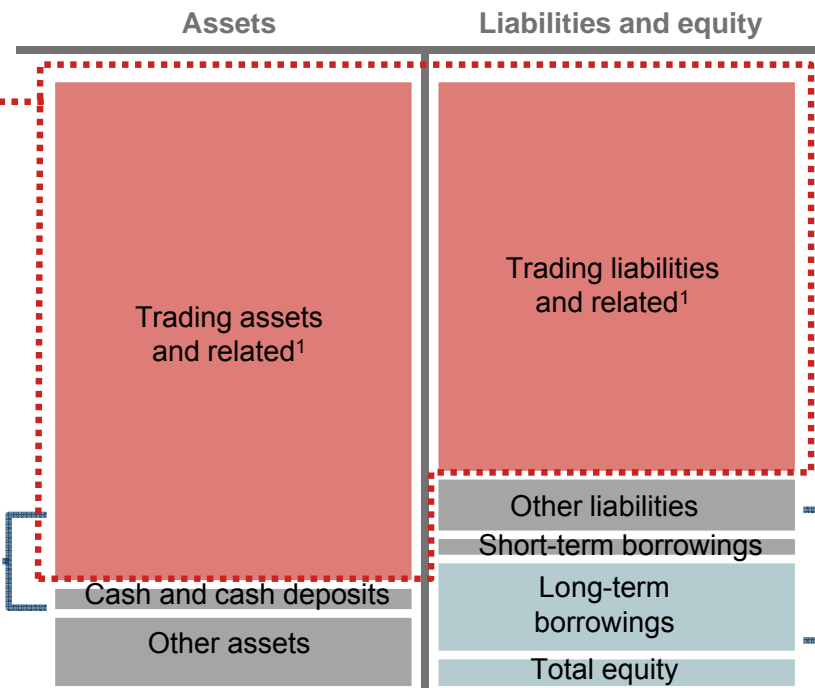 Assets
Liabilities and equity
Trading assets
and related¹
Cash and cash deposits
Other assets
Trading liabilities
and related¹
Other liabilities
Short-term borrowings
Long-term
borrowings
Total equity